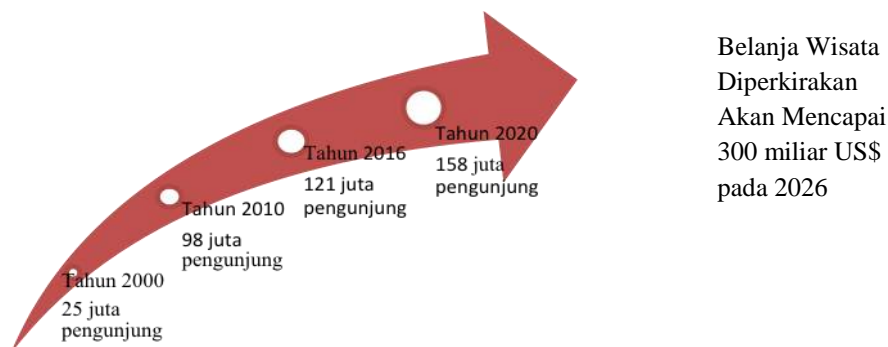 Tahun 2000
25 juta
pengunjung
Tahun 2010
98 juta
pengunjung
Tahun 2016
121 juta
pengunjung
Tahun 2020
158 juta
pengunjung
Belanja Wisata
Diperkirakan
Akan Mencapai
300 miliar US$
pada 2026